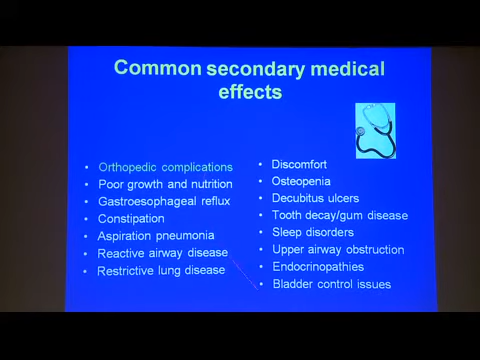 Common secondary medical
effects
• Orthopedic complications
• Poor growth and nutrition
• Gastroesophageal reflux
• Constipation
• Aspiration pneumonia
• Reactive airway disease
• Restrictive lung disease
• Discomfort
• Osteopenia
• Decubitus ulcers
• Tooth decay/gum disease
• Sleep disorders
• Upper airway obstruction
• Endocrinopathies
• Bladder control issues